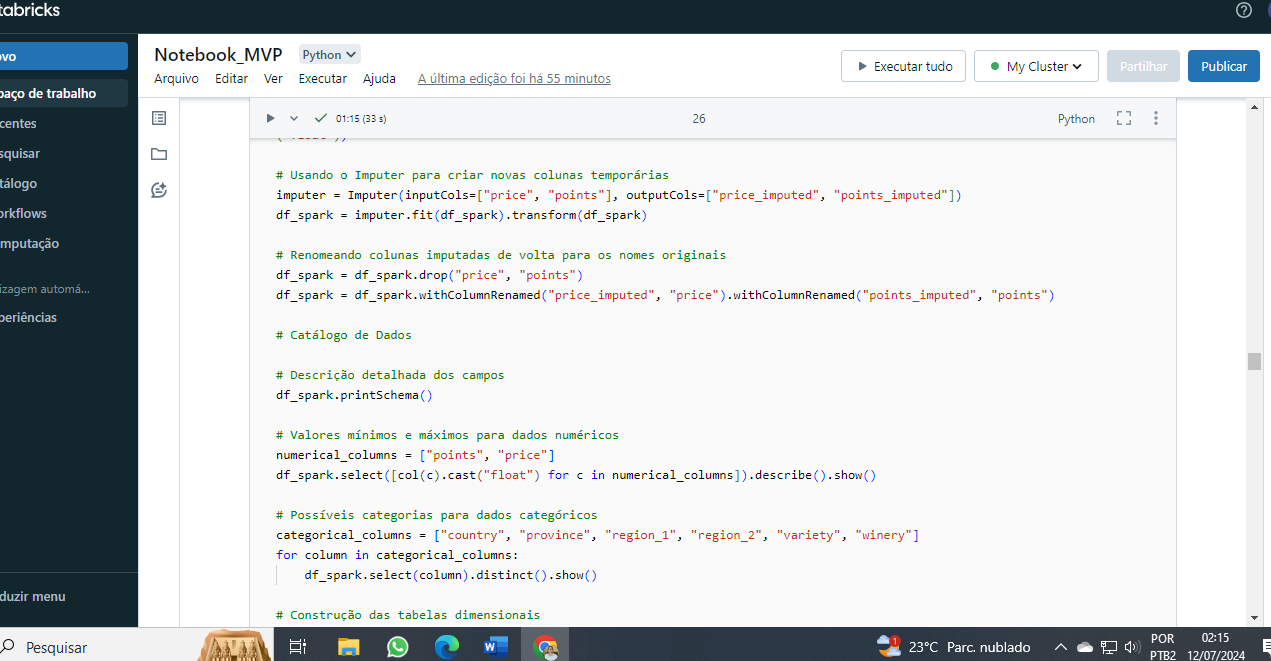 tabricks
Notebook_MVP Python
Arquivo Editar Ver Executar Ajuda A última edição foi há 55 minutos
Executar tudo
My Cluster
Partilhar
Publicar
ovo
paço de trabalho
centes
squisar
tálogo
orkflows
mputação
izagem automá...
periências
duzir menu
01:15 (33 s)
26
Python
# Usando o Imputer para criar novas colunas temporárias
imputer = Imputer(inputCols=["price", "points"], outputCols=["price_imputed", "points_imputed"])
df_spark = imputer.fit(df_spark).transform(df_spark)
# Renomeando colunas imputadas de volta para os nomes originais
df_spark = df_spark.drop("price", "points")
df_spark = df_spark.withColumnRenamed("price_imputed", "price").withColumnRenamed("points_imputed", "points")
# Catálogo de Dados
# Descrição detalhada dos campos
df_spark.printSchema()
# Valores mínimos e máximos para dados numéricos
numerical_columns = ["points", "price"]
df_spark.select([col(c).cast("float") for c in numerical_columns]).describe().show()
# Possíveis categorias para dados categóricos
categorical_columns = ["country", "province", "region_1", "region_2", "variety", "winery"]
for column in categorical_columns:
    df_spark.select(column).distinct().show()
# Construção das tabelas dimensionais
Pesquisar
1
23°C Parc. nublado
POR
PTB2
02:15
12/07/2024